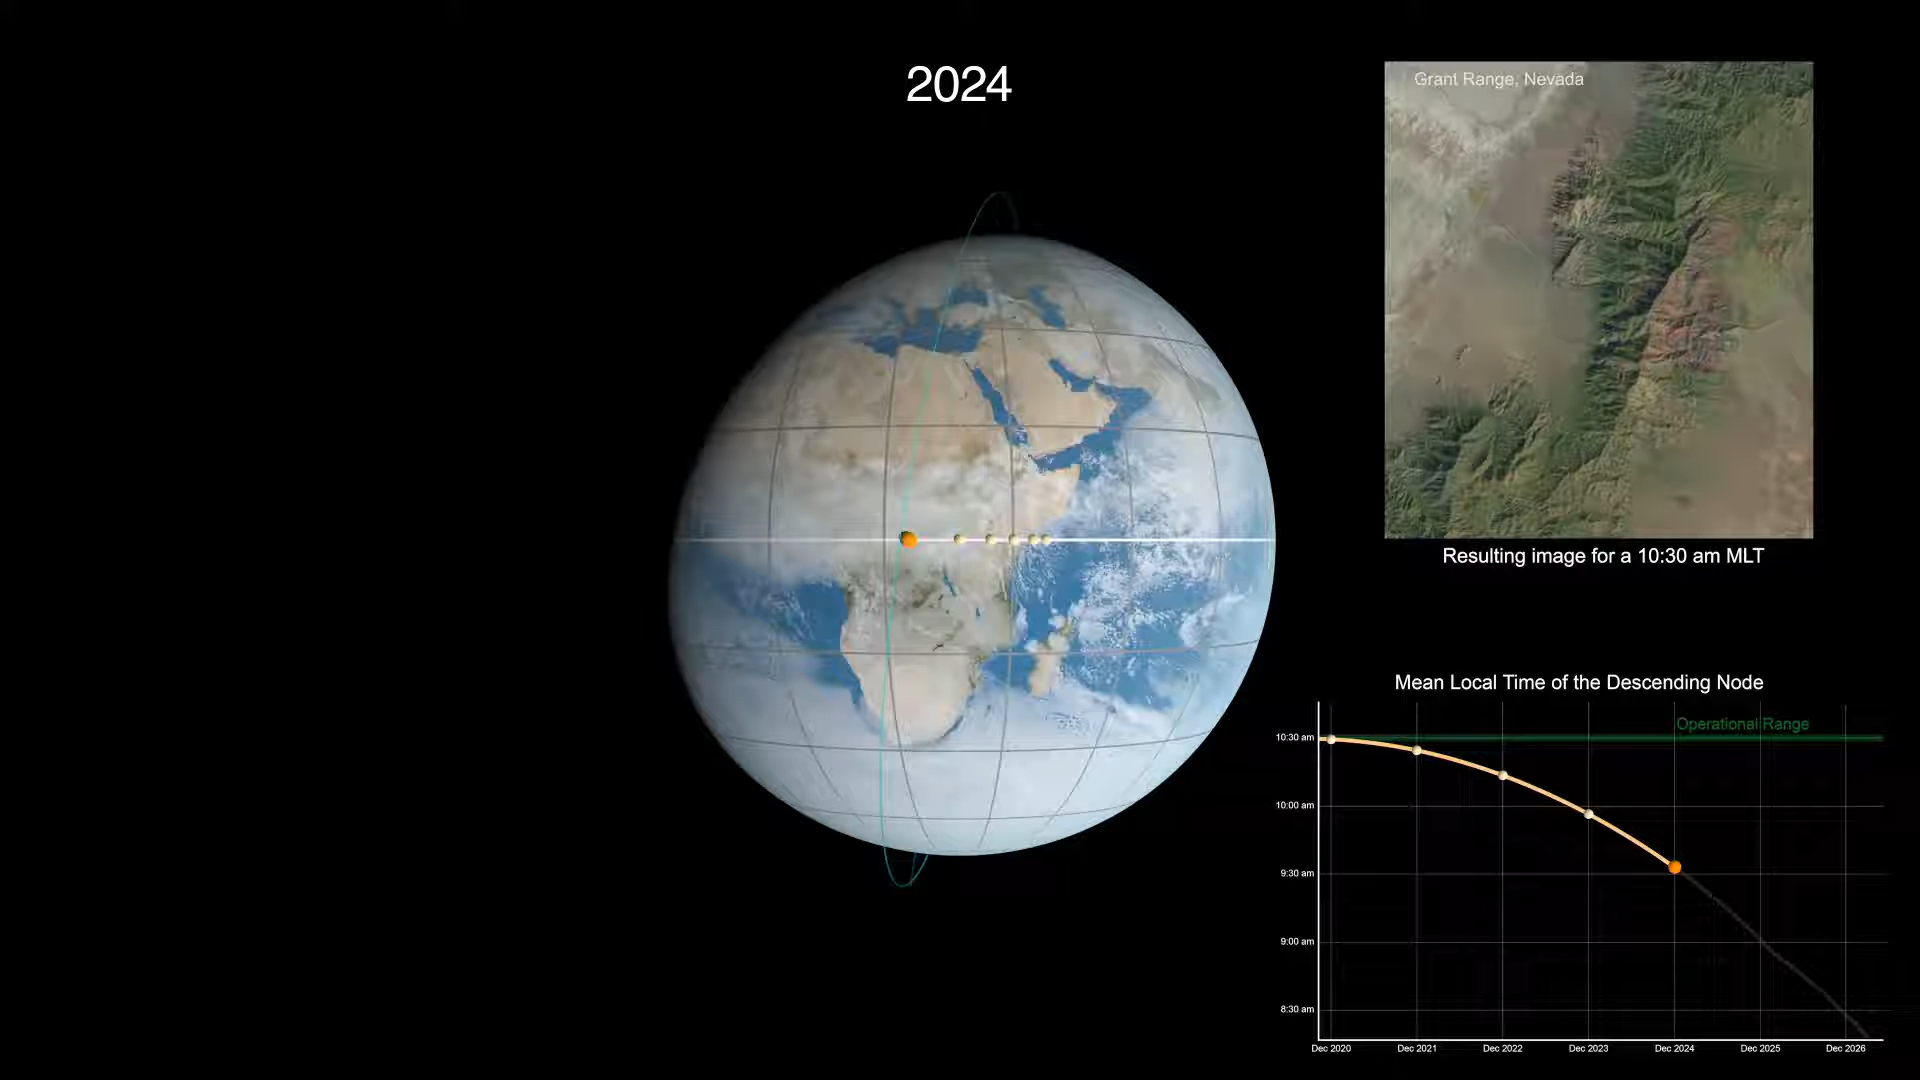 2024
Grant Range, Nevada
Resulting image for a 10:30 am MLT
Mean Local Time of the Descending Node
Operational Range
10:30 am
10:00 am
9:30 am
9:00 am
8:30 am
Dec 2020 Dec 2021 Dec 2022 Dec 2023 Dec 2024 Dec 2025 Dec 2026